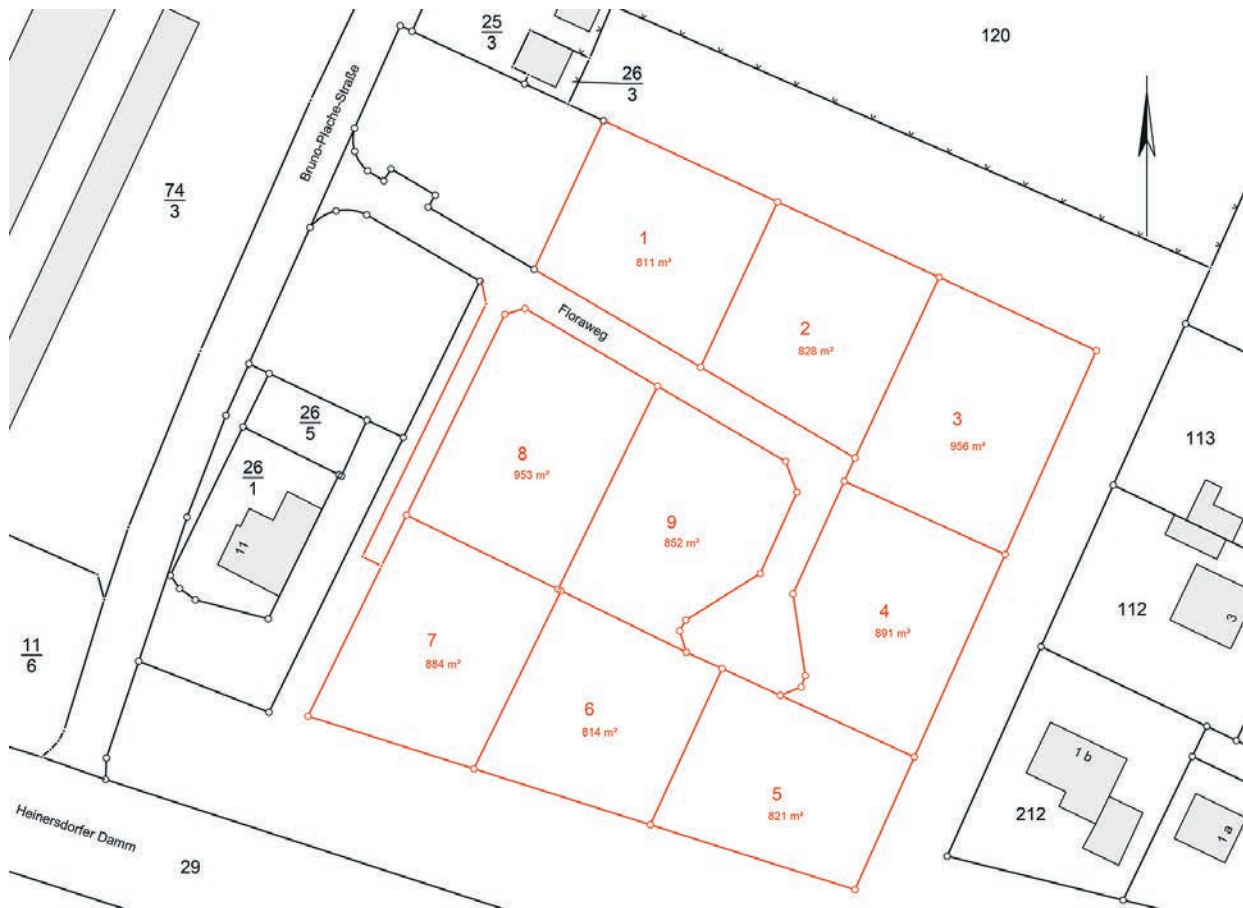 25
3
120
26
3
Bruno-Plache-Straße
74
3
1
811 m²
Floraweg
2
828 m²
3
956 m²
113
26
5
8
953 m²
26
1
11
9
852 m²
4
891 m²
112
3
11
6
7
884 m²
6
814 m²
5
821 m²
1 b
212
1 a
Heinersdorfer Damm
29